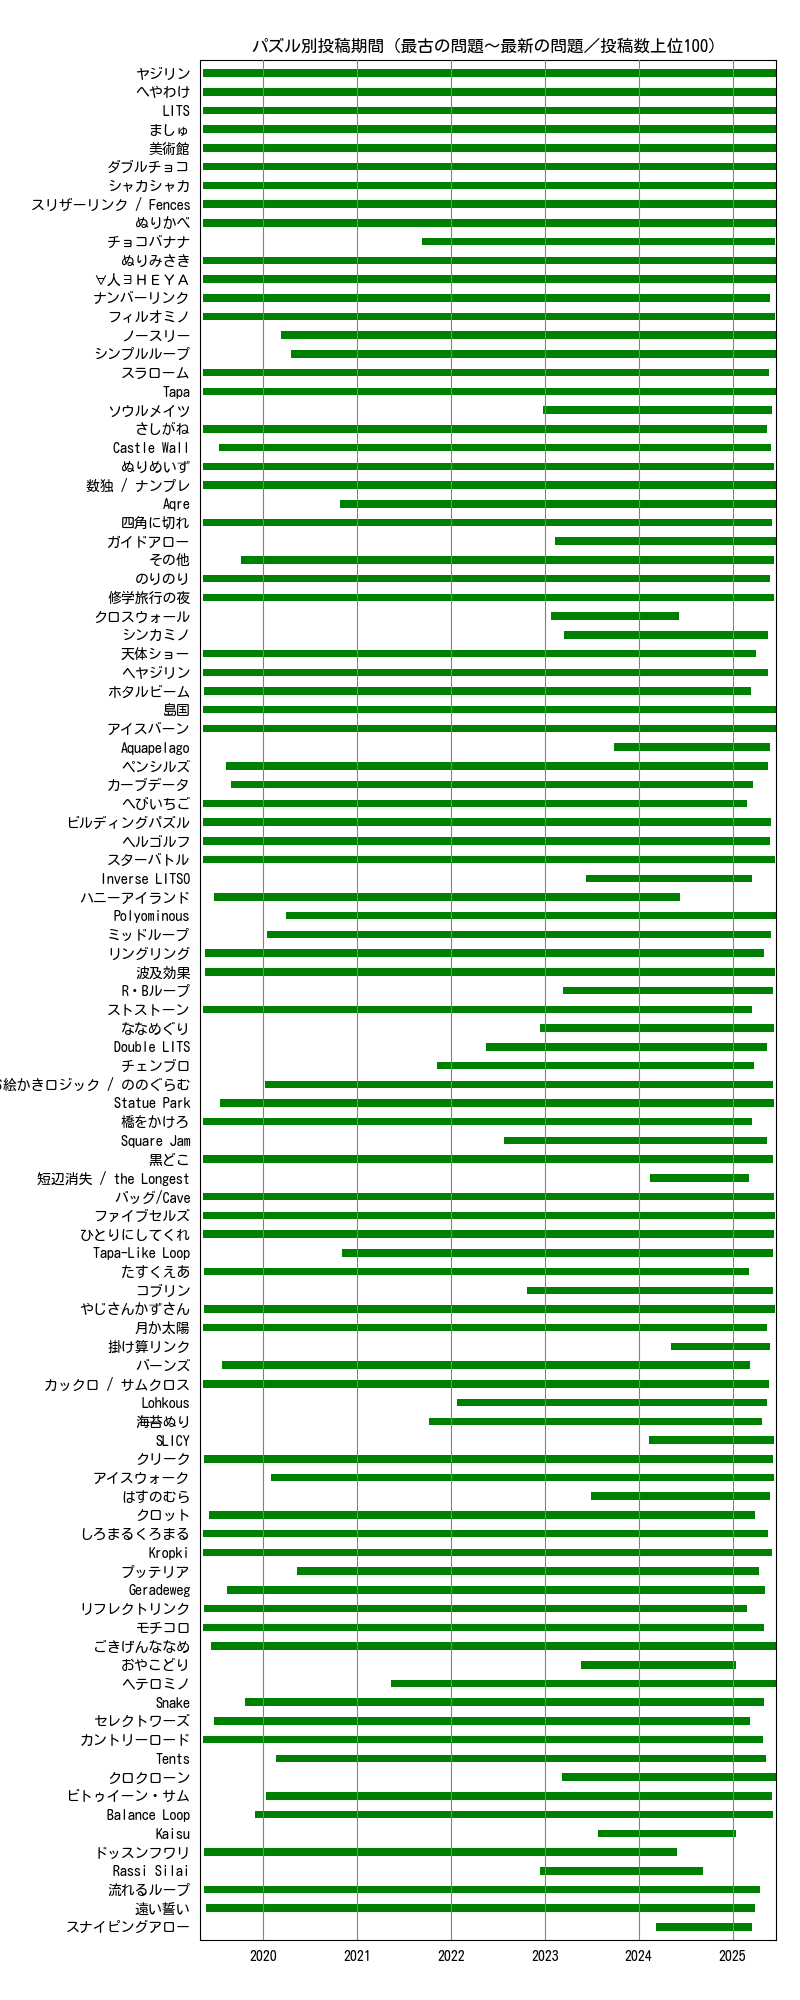 パズル別投稿期間（最古の問題～最新の問題／投稿数上位100）
ヤジリン
へやわけ
LITS
ましゅ
美術館
ダブルチョコ
シャカシャカ
スリザーリンク / Fences
ぬりかべ
チョコバナナ
ぬりみさき
∀人∃ＨＥＹＡ
ナンバーリンク
フィルオミノ
ノースリー
シンプルループ
スラローム
Tapa
ソウルメイツ
さしがね
Castle Wall
ぬりめいず
数独 / ナンプレ
Aqre
四角に切れ
ガイドアロー
その他
のりのり
修学旅行の夜
クロスウォール
シンカミノ
天体ショー
ヘヤジリン
ホタルビーム
島国
アイスバーン
Aquapelago
ペンシルズ
カーブデータ
へびいちご
ビルディングパズル
ヘルゴルフ
スターバトル
Inverse LITSO
ハニーアイランド
Polyominous
ミッドループ
リングリング
波及効果
R・Bループ
ストストーン
ななめぐり
Double LITS
チェンブロ
絵かきロジック / ののぐらむ
Statue Park
橋をかけろ
Square Jam
黒どこ
短辺消失 / the Longest
バッグ/Cave
ファイブセルズ
ひとりにしてくれ
Tapa-Like Loop
たすくえあ
コブリン
やじさんかずさん
月か太陽
掛け算リンク
バーンズ
カックロ / サムクロス
Lohkous
海苔ぬり
SLICY
クリーク
アイスウォーク
はすのむら
クロット
しろまるくろまる
Kropki
プッテリア
Geradeweg
リフレクトリンク
モチコロ
ごきげんななめ
おやこどり
ヘテロミノ
Snake
セレクトワーズ
カントリーロード
Tents
クロクローン
ビトゥイーン・サム
Balance Loop
Kaisu
ドッスンフワリ
Rassi Silai
流れるループ
遠い誓い
スナイピングアロー
2020 2021 2022 2023 2024 2025